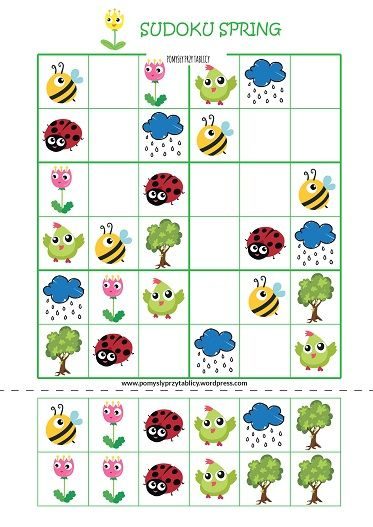 SUDOKU SPRING
POMYSŁY PRZY TABLICY
www.pomyslyprzytablicy.wordpress.com